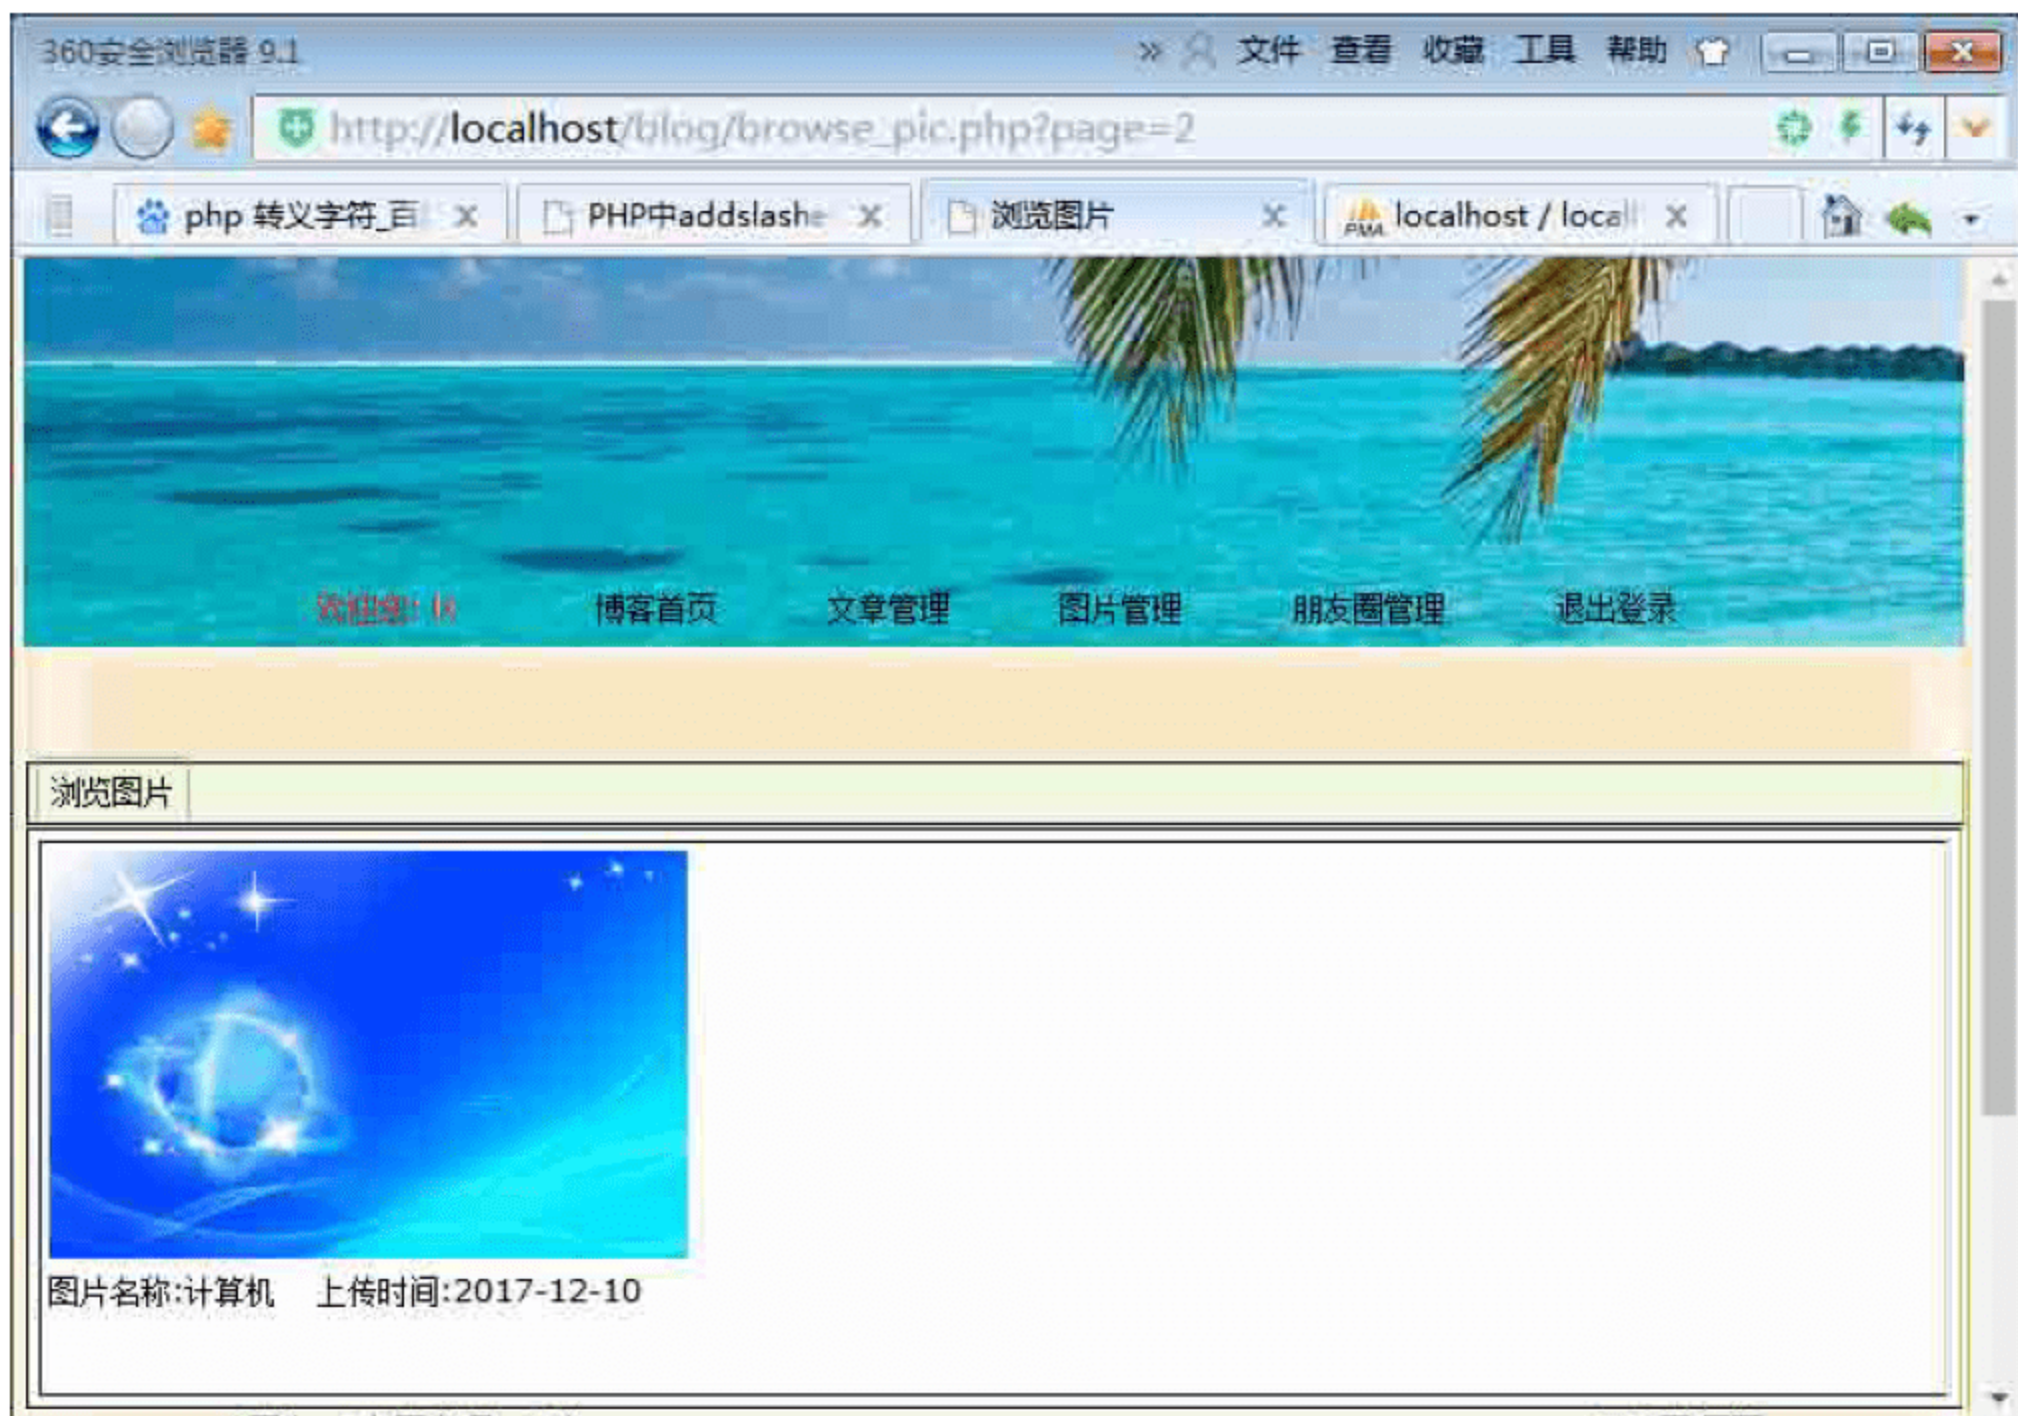 360安全浏览器 9.1
» 文件 查看 收藏 工具 帮助
http://localhost/blog/browse_pic.php?page=2
php 转义字符_百 PHP中addslashe 浏览图片 PMA localhost / local
博客首页 文章管理 图片管理 朋友圈管理 退出登录
浏览图片
图片名称:计算机 上传时间:2017-12-10